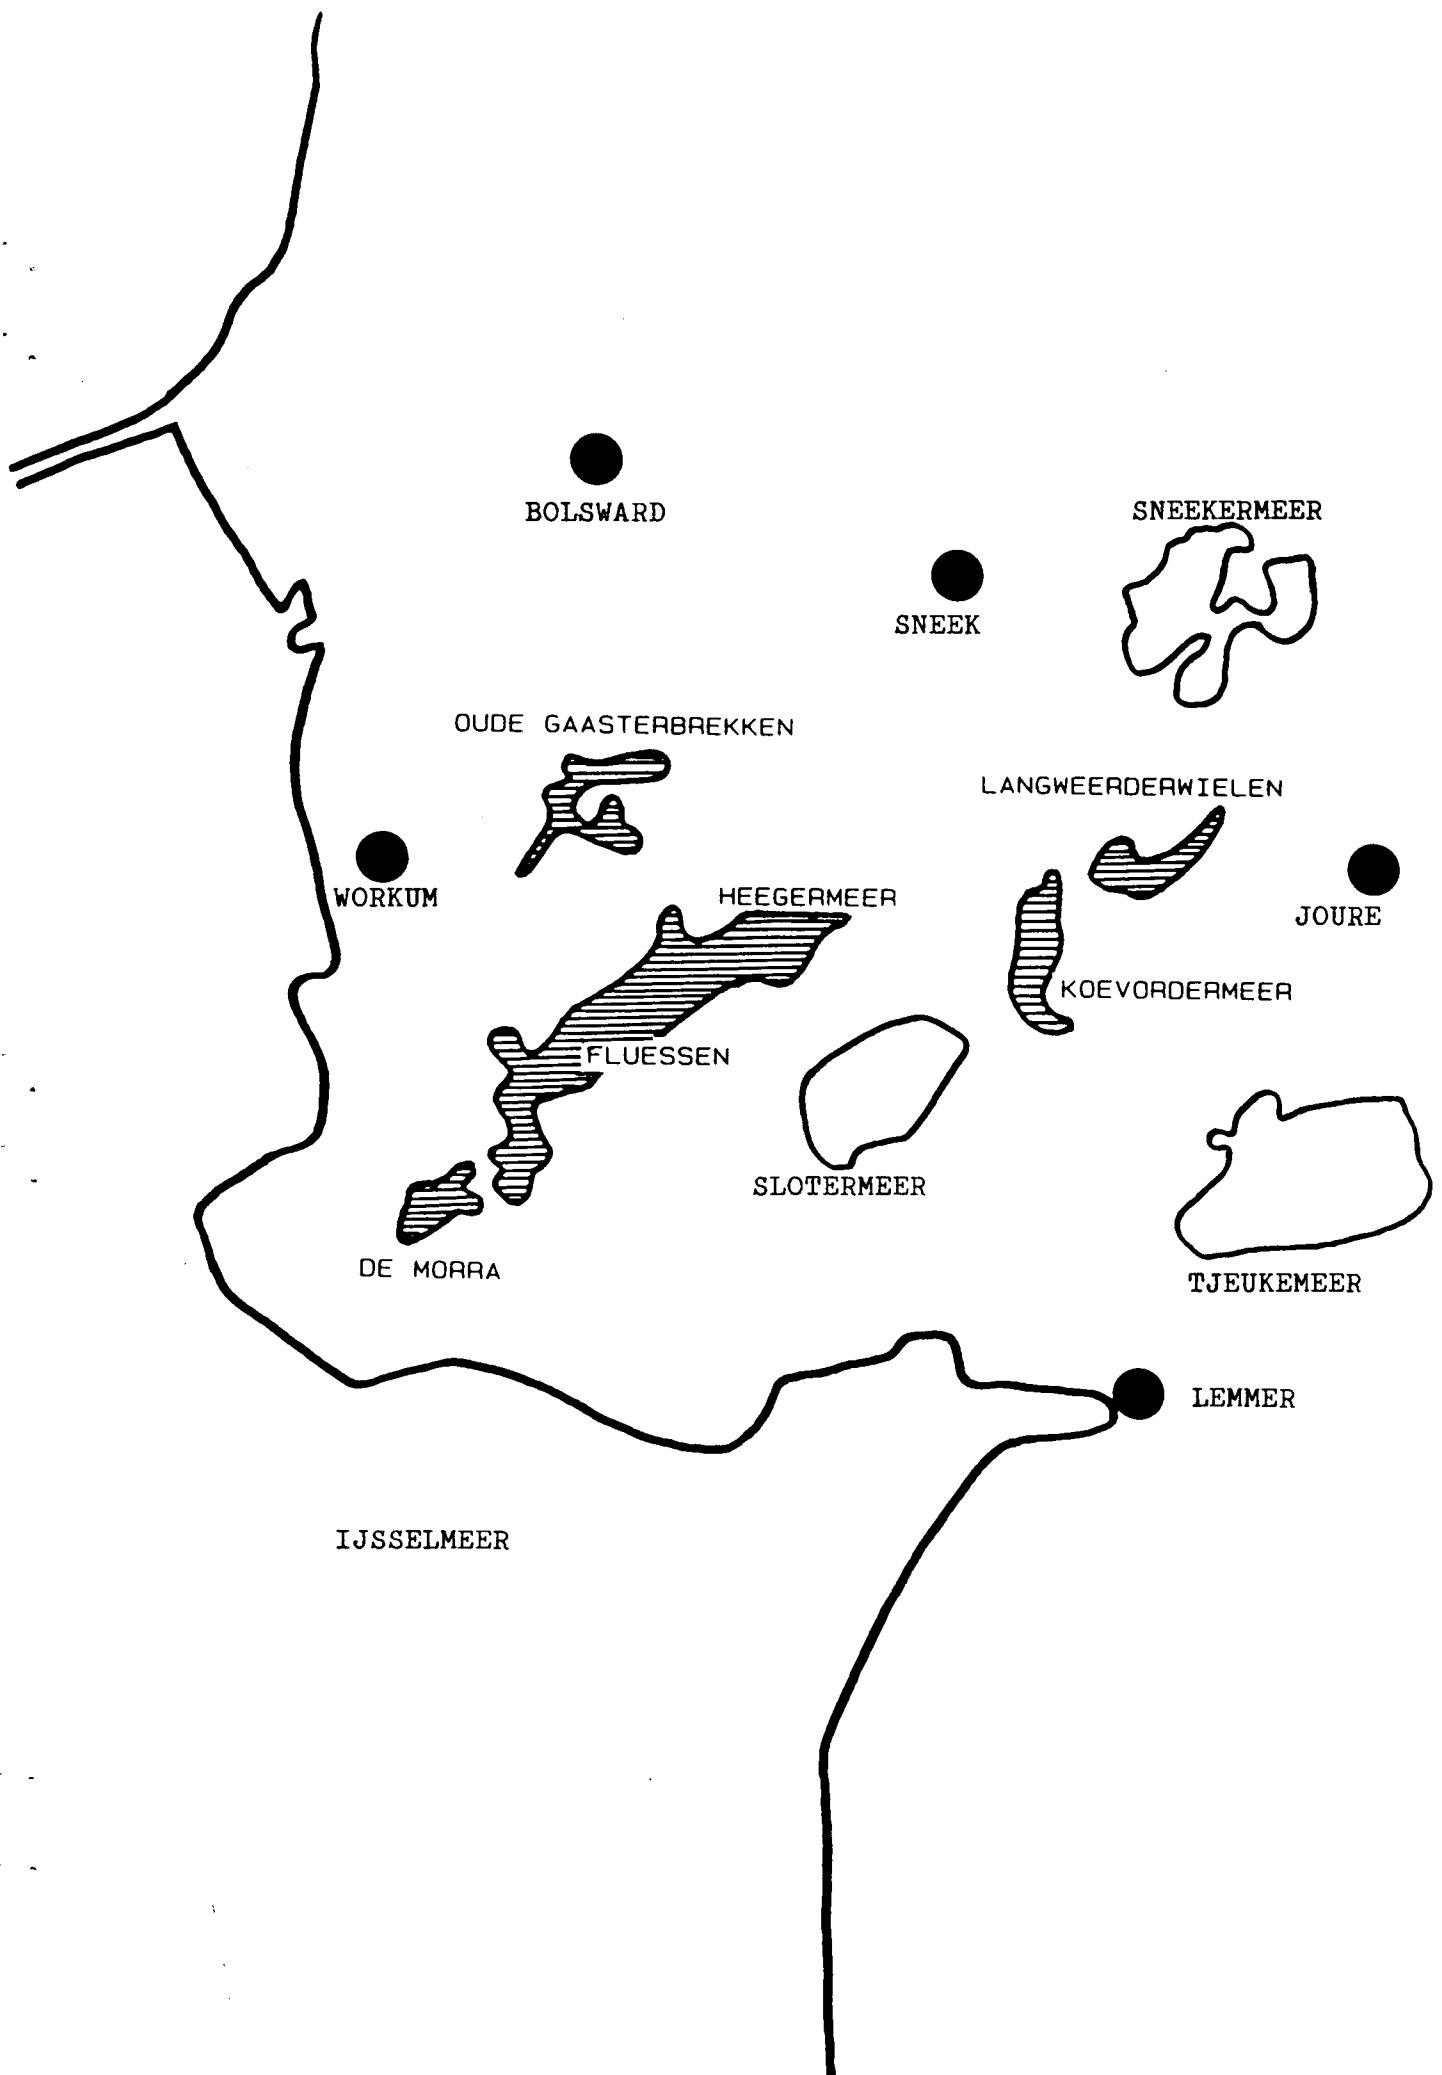 BOLSWARD
SNEEKERMEER
SNEEK
OUDE GAASTERBREKKEN
LANGWEERDERWIELEN
WORKUM
HEEGERMEER
JOURE
KOEVORDERMEER
FLUESSEN
SLOTERMEER
DE MORRA
TJEUKEMEER
LEMMER
IJSSELMEER